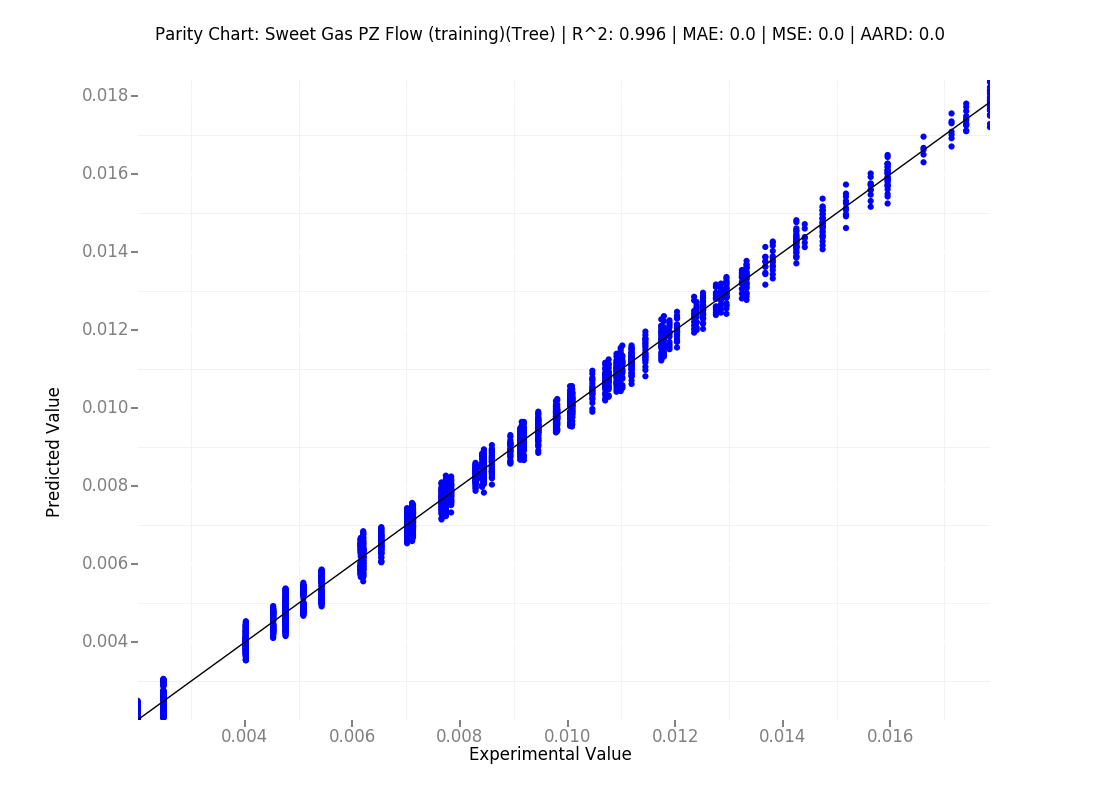 Parity Chart: Sweet Gas PZ Flow (training)(Tree) | R^2: 0.996 | MAE: 0.0 | MSE: 0.0 | AARD: 0.0
0.018
0.016
0.014
0.012
0.010
0.008
0.006
0.004
Predicted Value
0.004 0.006 0.008 0.010 0.012 0.014 0.016
Experimental Value